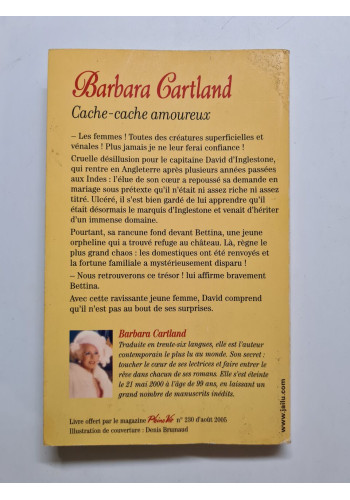 Barbara Cartland
Cache-cache amoureux
– Les femmes ! Toutes des créatures superficielles et
vénales ! Plus jamais je ne leur ferai confiance !
Cruelle désillusion pour le capitaine David d'Inglestone,
qui rentre en Angleterre après plusieurs années passées
aux Indes : l'élue de son cœur a repoussé sa demande en
mariage sous prétexte qu'il n'était ni assez riche ni assez
titré. Ulcéré, il s'est bien gardé de lui apprendre qu'il
était désormais le marquis d'Inglestone et venait d'hériter
d'un immense domaine.
Pourtant, sa rancune fond devant Bettina, une jeune
orpheline qui a trouvé refuge au château. Là, règne le
plus grand chaos : les domestiques ont été renvoyés et
la fortune familiale a mystérieusement disparu !
– Nous retrouverons ce trésor ! lui affirme bravement
Bettina.
Avec cette ravissante jeune femme, David comprend
qu'il n'est pas au bout de ses surprises.
Barbara Cartland
Traduite en trente-six langues, elle est l'auteur
contemporain le plus lu au monde. Son secret :
toucher le cœur de ses lectrices et faire entrer le
rêve dans chacun de ses romans. Elle s'est éteinte
le 21 mai 2000 à l'âge de 99 ans, en laissant un
grand nombre de manuscrits inédits.
www.jailu.com
Livre offert par le magazine Pleine Vie n° 230 d'août 2005
Illustration de couverture : Denis Brunaud